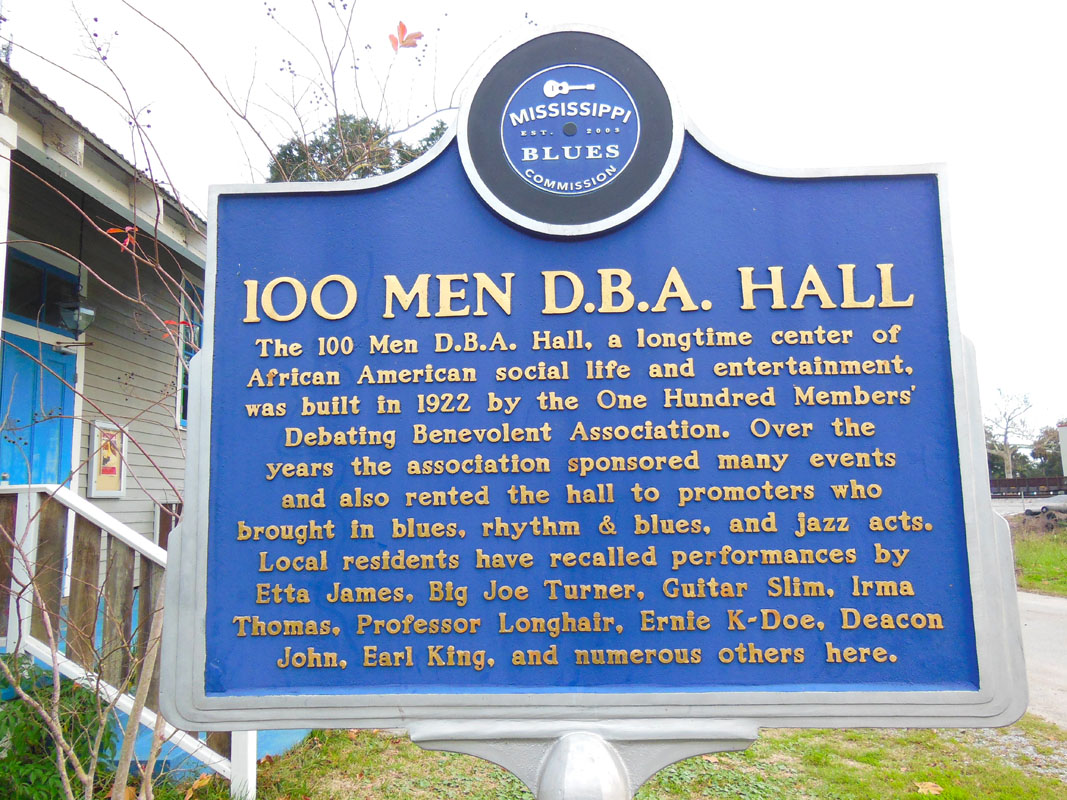 MISSISSIPPI
EST. 2003
BLUES
COMMISSION
100 MEN D.B.A. HALL
The 100 Men D.B.A. Hall, a longtime center of
African American social life and entertainment,
was built in 1922 by the One Hundred Members'
Debating Benevolent Association. Over the
years the association sponsored many events
and also rented the hall to promoters who
brought in blues, rhythm & blues, and jazz acts.
Local residents have recalled performances by
Etta James, Big Joe Turner, Guitar Slim, Irma
Thomas, Professor Longhair, Ernie K-Doe, Deacon
John, Earl King, and numerous others here.